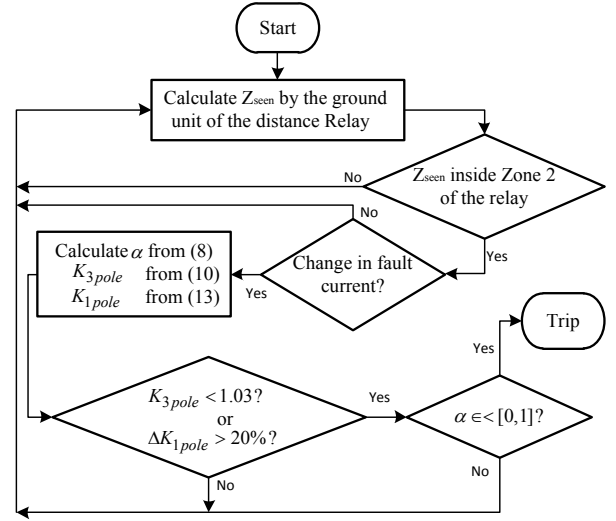 Start
Calculate Zseen by the ground
unit of the distance Relay
No
Zseen inside Zone 2
of the relay
No
Yes
Calculate α from (8)
K3pole from (10)
K1pole from (13)
Yes
Change in fault
current?
Trip
Yes
K3pole < 1.03?
or
ΔK1pole > 20%?
Yes
α ∈< [0,1]?
No
No